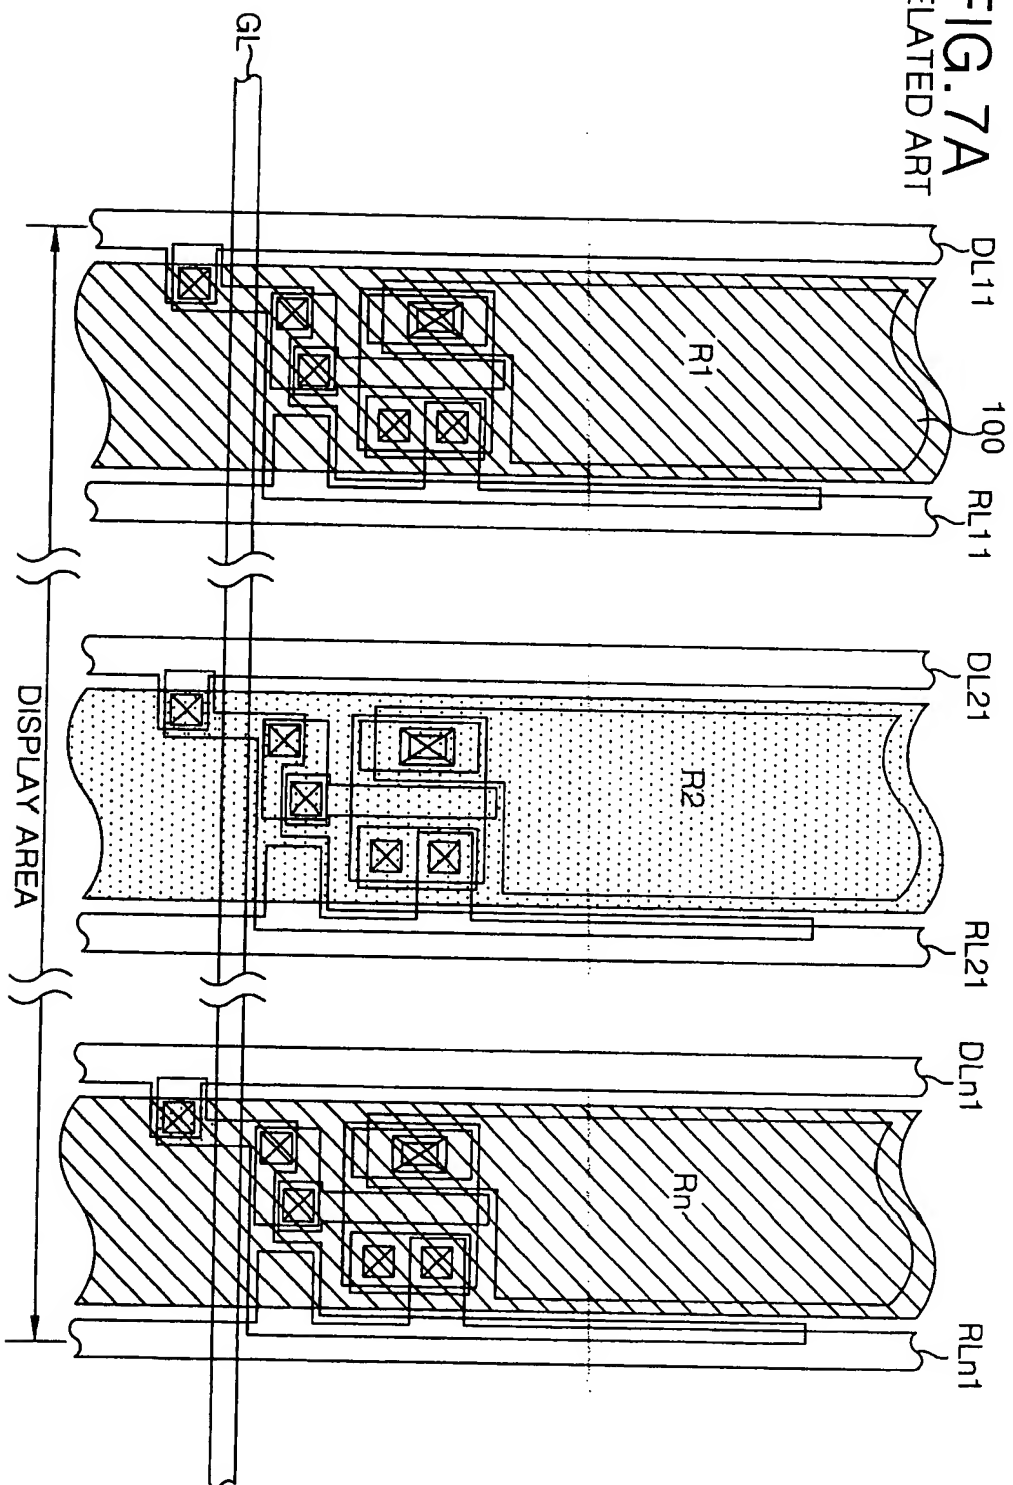 FIG. 7A
ELATED ART
DL11
100
RL11
DL21
RL21
DLn1
RLn1
R1
R2
Rn
GL
DISPLAY AREA